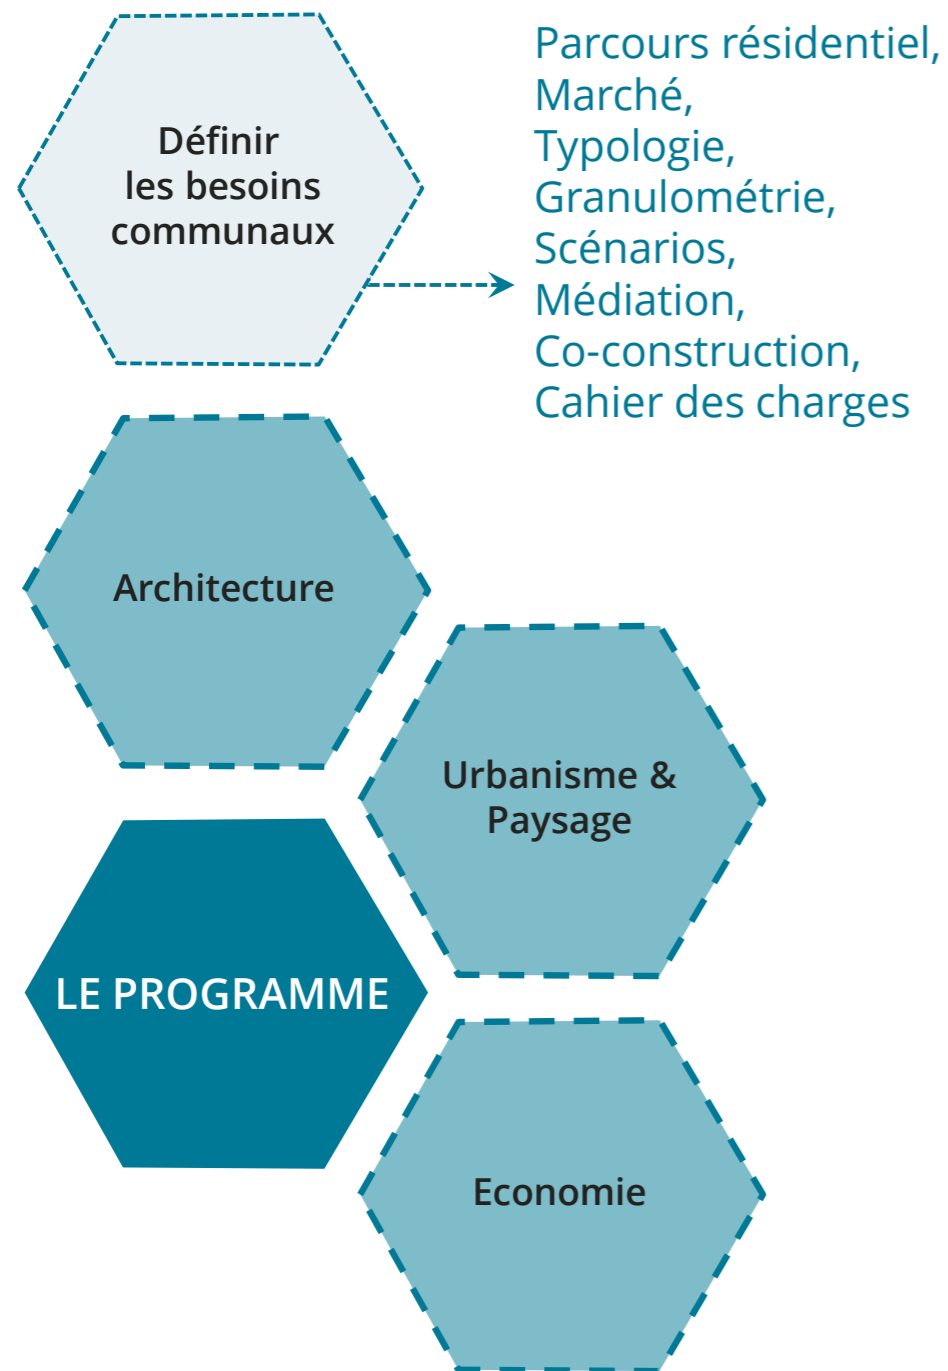 Définir
les besoins
communaux
Parcours résidentiel,
Marché,
Typologie,
Granulométrie,
Scénarios,
Médiation,
Co-construction,
Cahier des charges
Architecture
Urbanisme &
Paysage
LE PROGRAMME
Economie